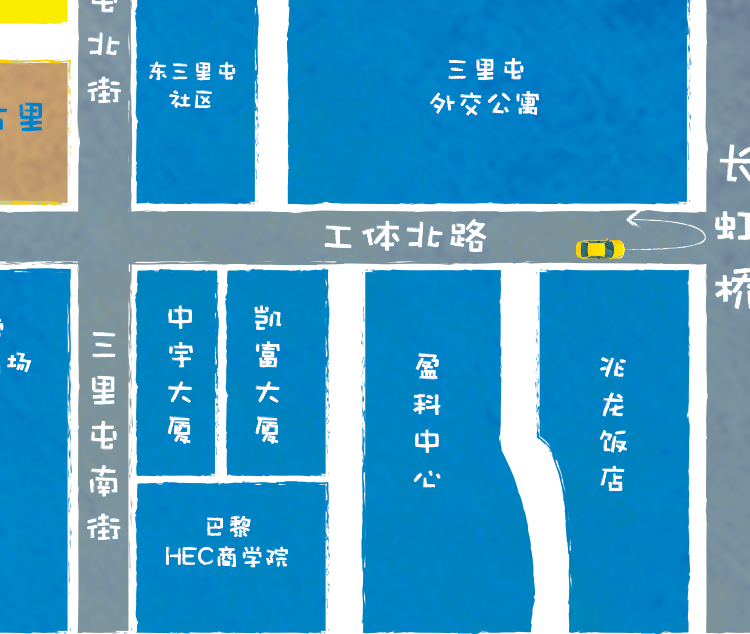 北街
东三里屯
社区
三里屯
外交公寓
里
工体北路
长虹桥
中宇大厦
凯富大厦
场
三里屯南街
盈科中心
兆龙饭店
巴黎
HEC商学院